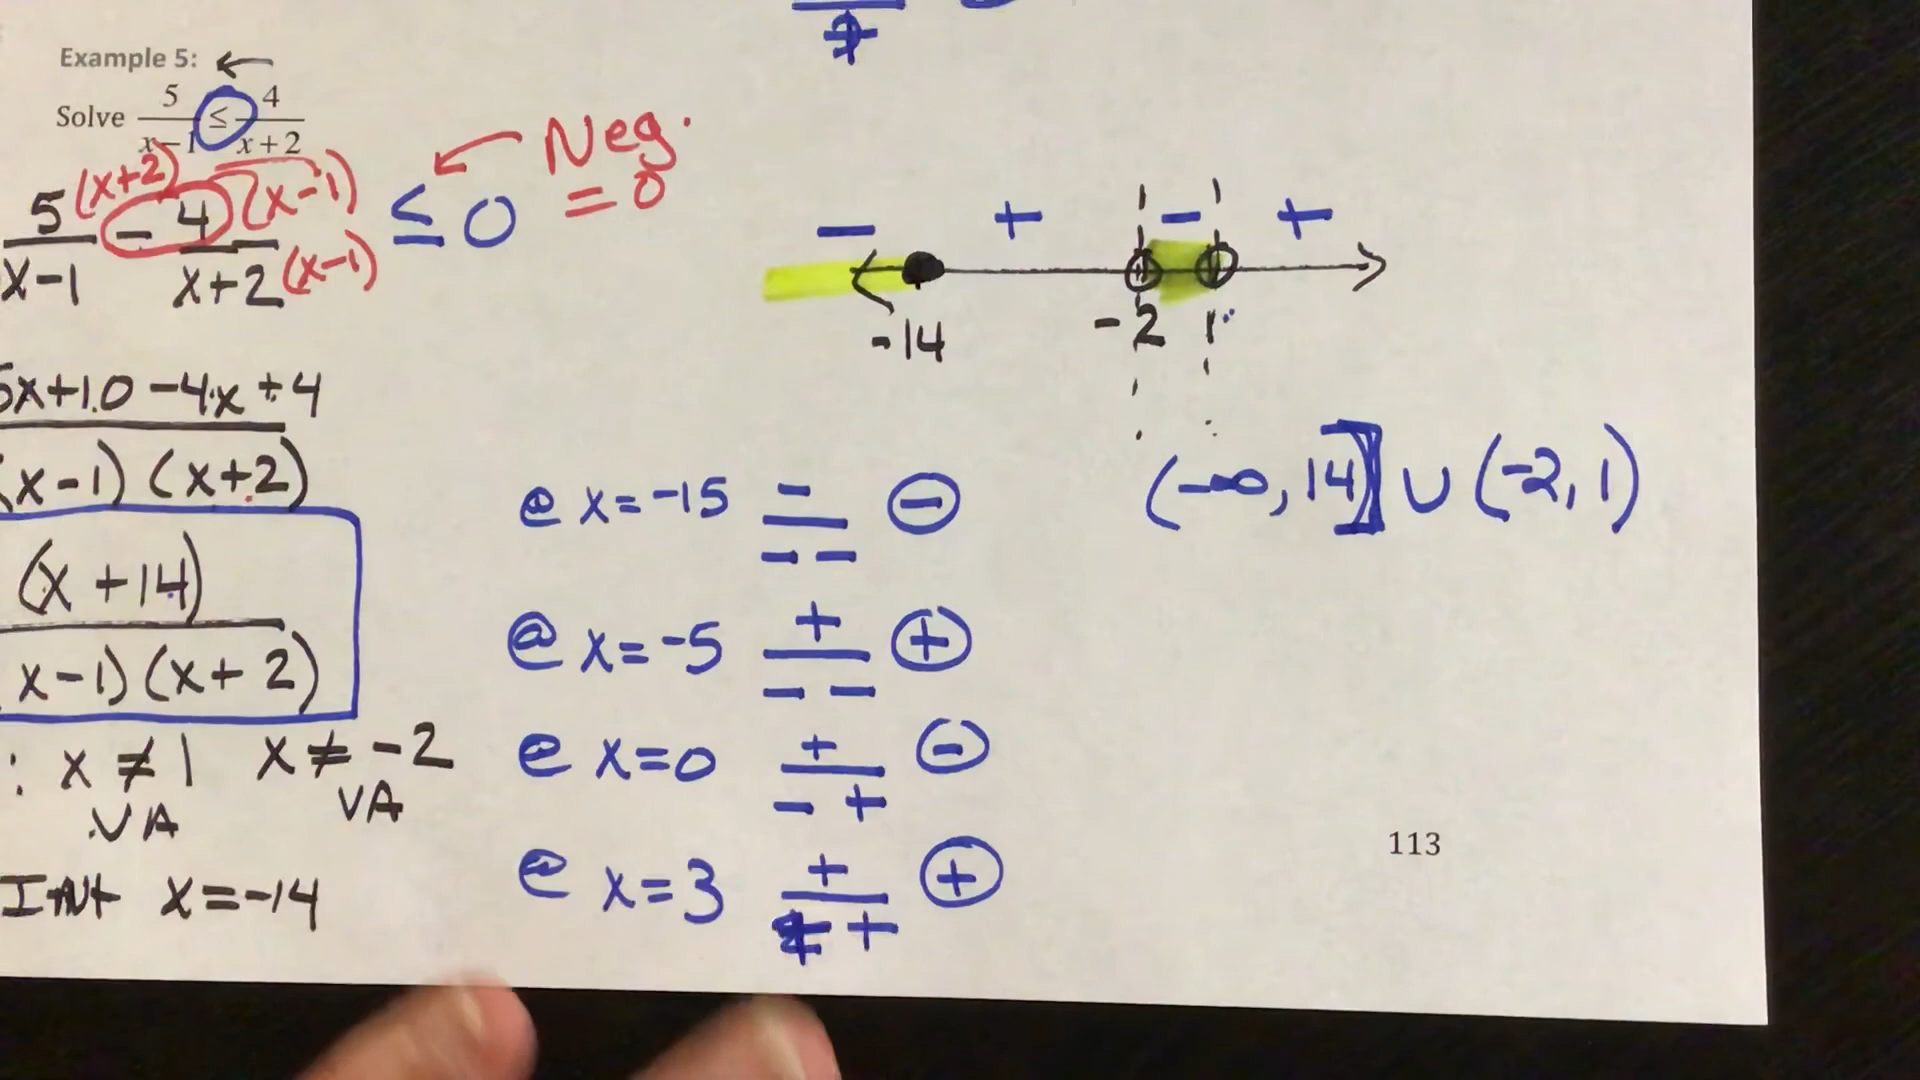 Example 5: ←
Solve 5/(x-1) ≤ 4/(x+2)
Neg.
= 0
5(x+2) - 4(x-1) ≤ 0
x-1 x+2(x-1)
- + - +
-14 -2 1
5x+10-4x+4
(x-1)(x+2)
(x+14)
x-1)(x+2)
: x≠1 x≠-2
VA VA
Int x=-14
@ x=-15 - / - - (-)
@ x=-5 + / - - (+)
@ x=0 + / - + (-)
@ x=3 + / + + (+)
(-∞, 14] ∪ (-2, 1)
113